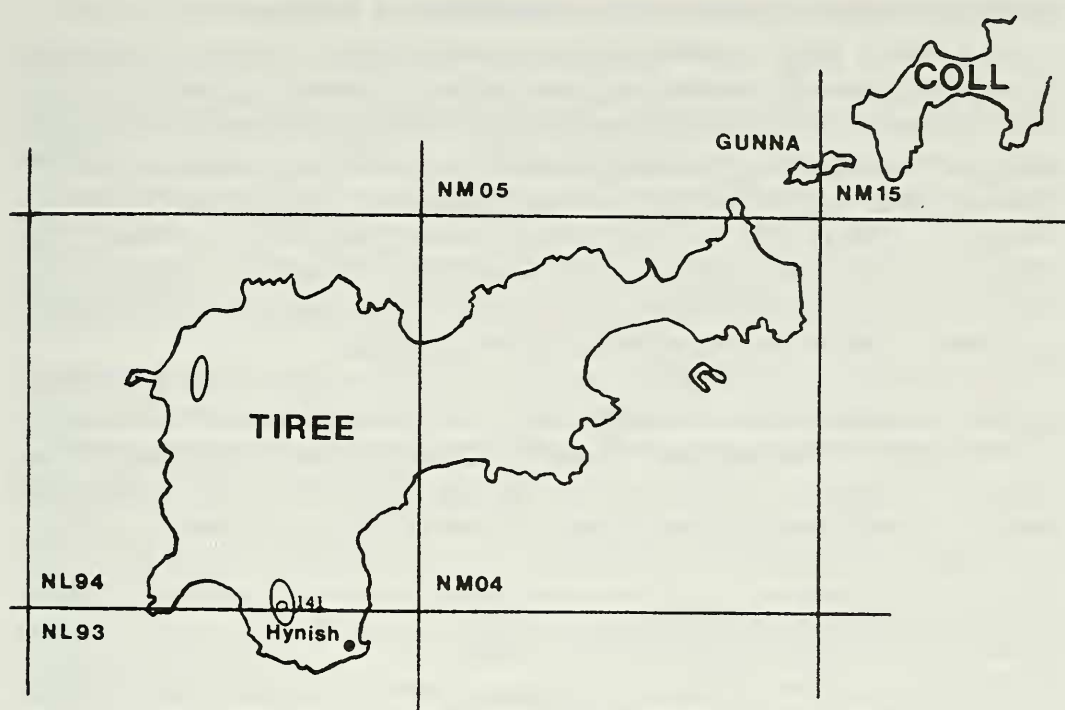 COLL
GUNNA
NM05
NM15
TIREE
NL94
NM04
141
NL93
Hynish